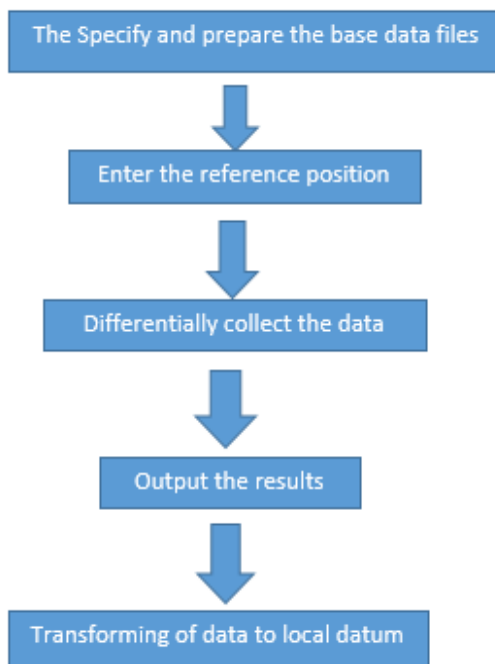 The Specify and prepare the base data files
Enter the reference position
Differentially collect the data
Output the results
Transforming of data to local datum